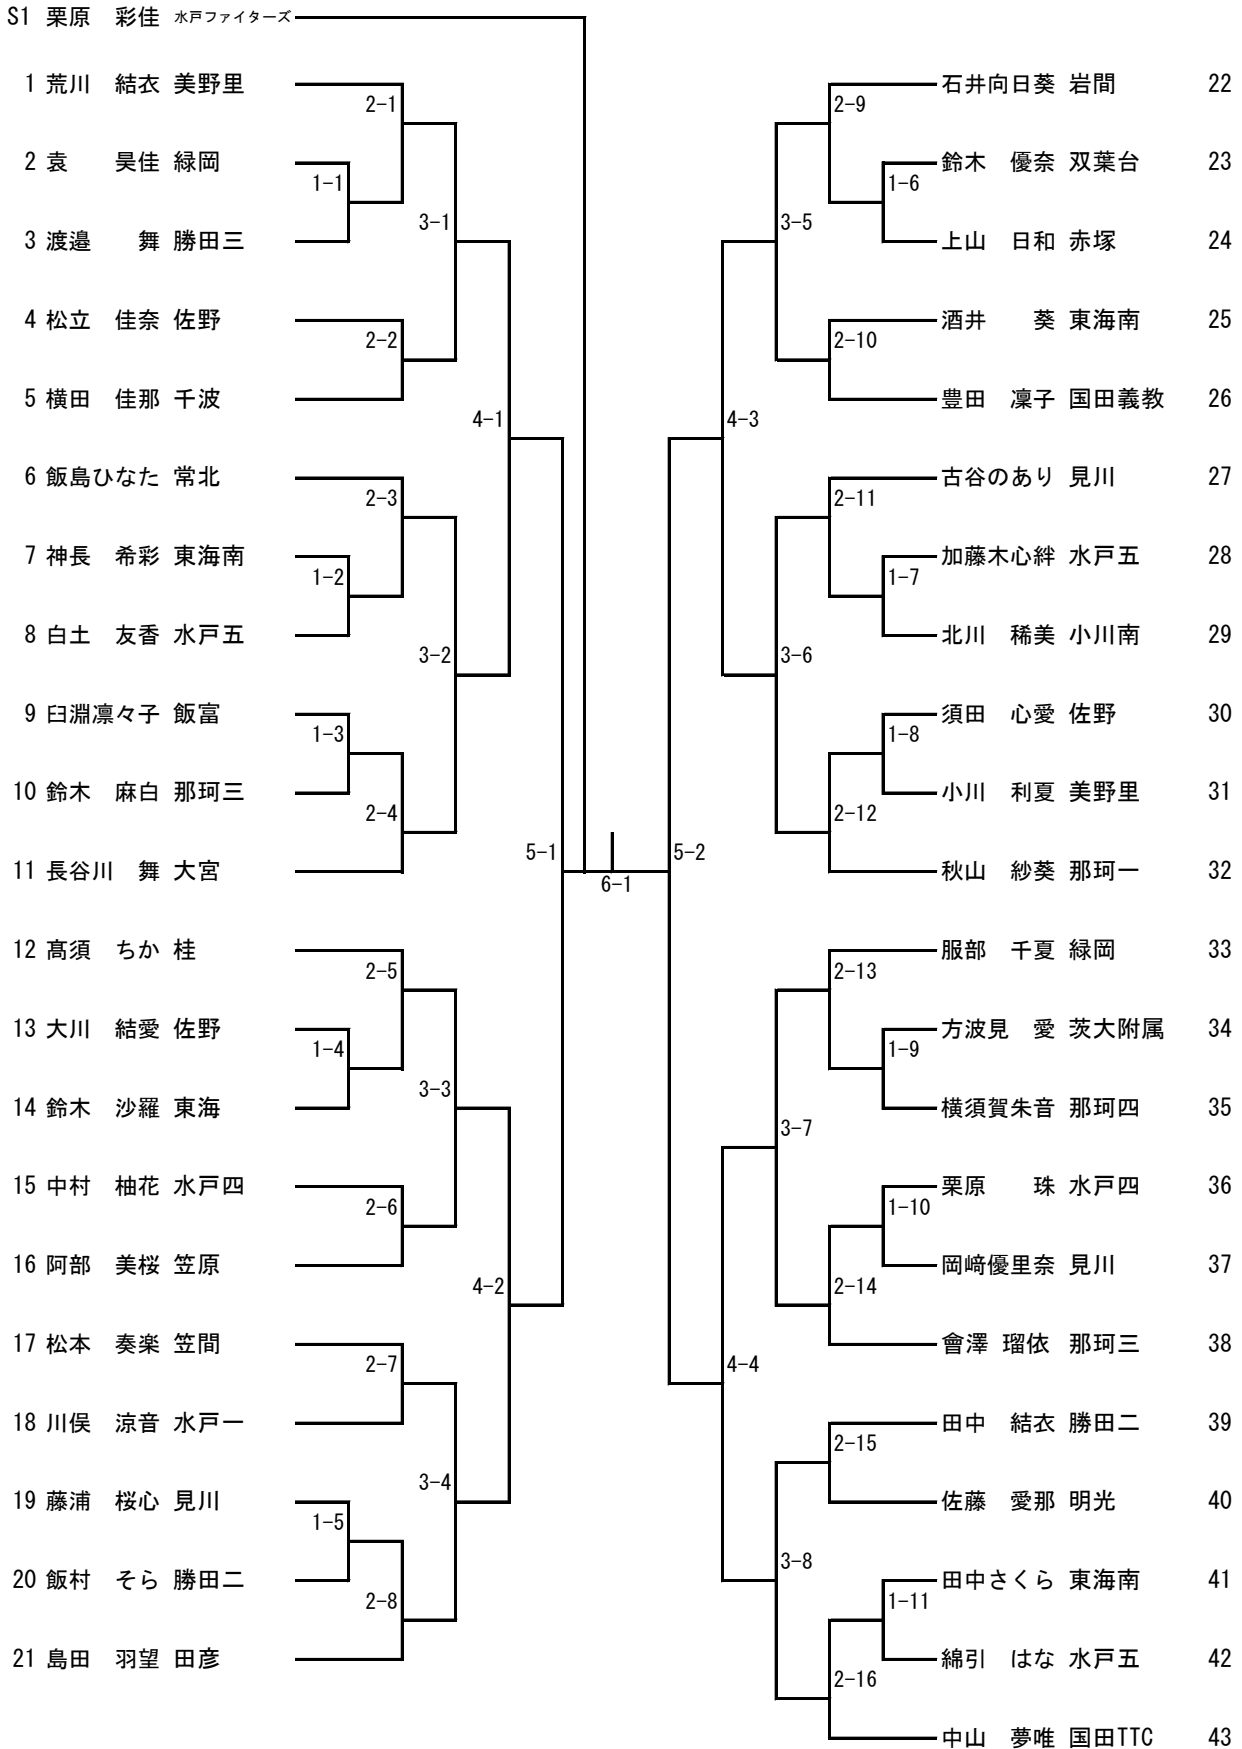 S1 栗原　彩佳 水戸ファイターズ
1 荒川　結衣 美野里
2-1
2 袁　　昊佳 緑岡
1-1
3 渡邉　　舞 勝田三
3-1
4 松立　佳奈 佐野
2-2
5 横田　佳那 千波
4-1
6 飯島ひなた 常北
2-3
7 神長　希彩 東海南
1-2
8 白土　友香 水戸五
3-2
9 臼淵凛々子 飯富
1-3
10 鈴木　麻白 那珂三
2-4
5-1
11 長谷川　舞 大宮
12 髙須　ちか 桂
2-5
13 大川　結愛 佐野
1-4
3-3
14 鈴木　沙羅 東海
15 中村　柚花 水戸四
2-6
16 阿部　美桜 笠原
4-2
17 松本　奏楽 笠間
2-7
18 川俣　涼音 水戸一
3-4
19 藤浦　桜心 見川
1-5
20 飯村　そら 勝田二
2-8
21 島田　羽望 田彦
6-1
石井向日葵 岩間 22
2-9
鈴木　優奈 双葉台 23
1-6
3-5
上山　日和 赤塚 24
酒井　　葵 東海南 25
2-10
豊田　凜子 国田義教 26
4-3
古谷のあり 見川 27
2-11
加藤木心絆 水戸五 28
1-7
北川　稀美 小川南 29
3-6
須田　心愛 佐野 30
1-8
小川　利夏 美野里 31
2-12
5-2
秋山　紗葵 那珂一 32
服部　千夏 緑岡 33
2-13
方波見　愛 茨大附属 34
1-9
横須賀朱音 那珂四 35
3-7
栗原　　珠 水戸四 36
1-10
岡﨑優里奈 見川 37
2-14
會澤 瑠依 那珂三 38
4-4
田中　結衣 勝田二 39
2-15
佐藤　愛那 明光 40
3-8
田中さくら 東海南 41
1-11
綿引　はな 水戸五 42
2-16
中山　夢唯 国田TTC 43